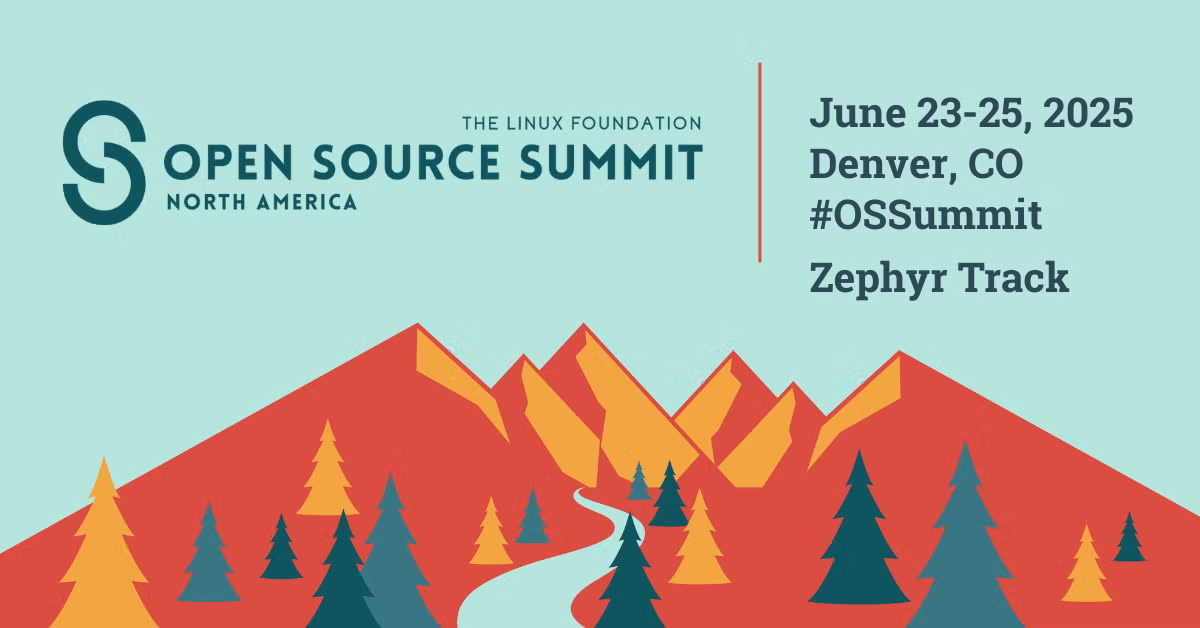 THE LINUX FOUNDATION
OPEN SOURCE SUMMIT
NORTH AMERICA
June 23-25, 2025
Denver, CO
#OSSummit
Zephyr Track